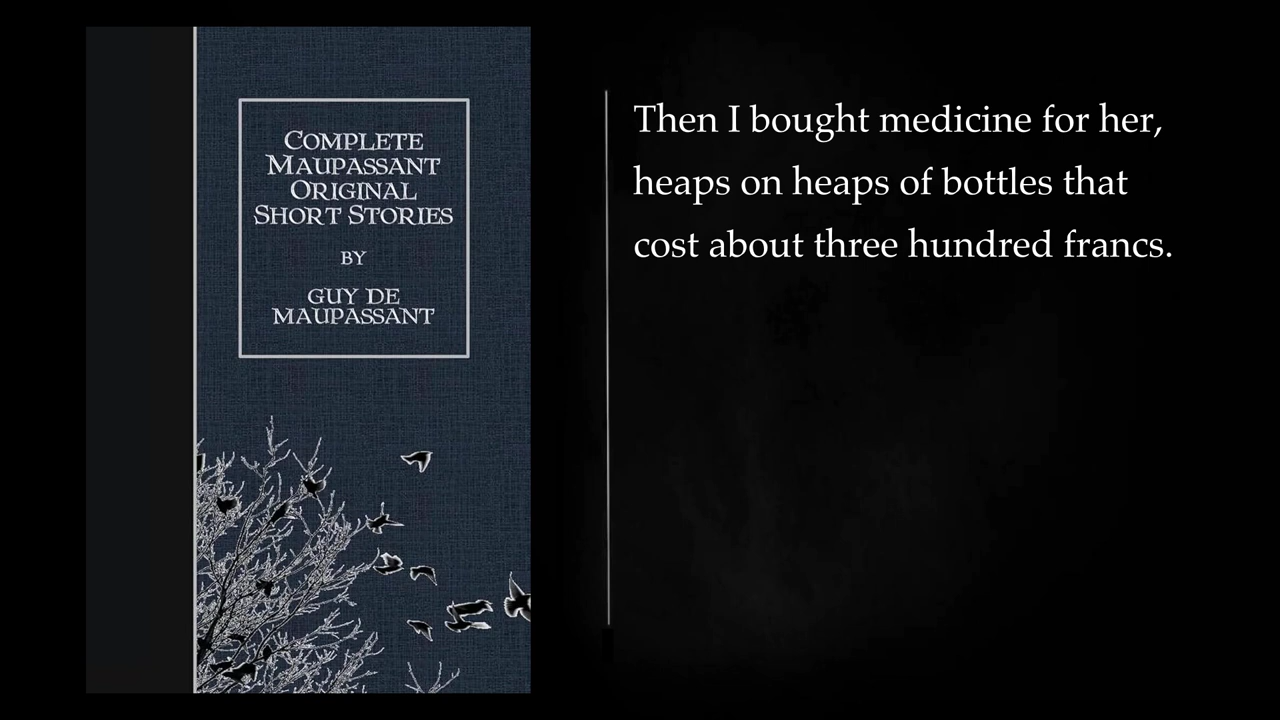 COMPLETE
MAUPASSANT
ORIGINAL
SHORT STORIES
BY
GUY DE
MAUPASSANT
Then I bought medicine for her,
heaps on heaps of bottles that
cost about three hundred francs.